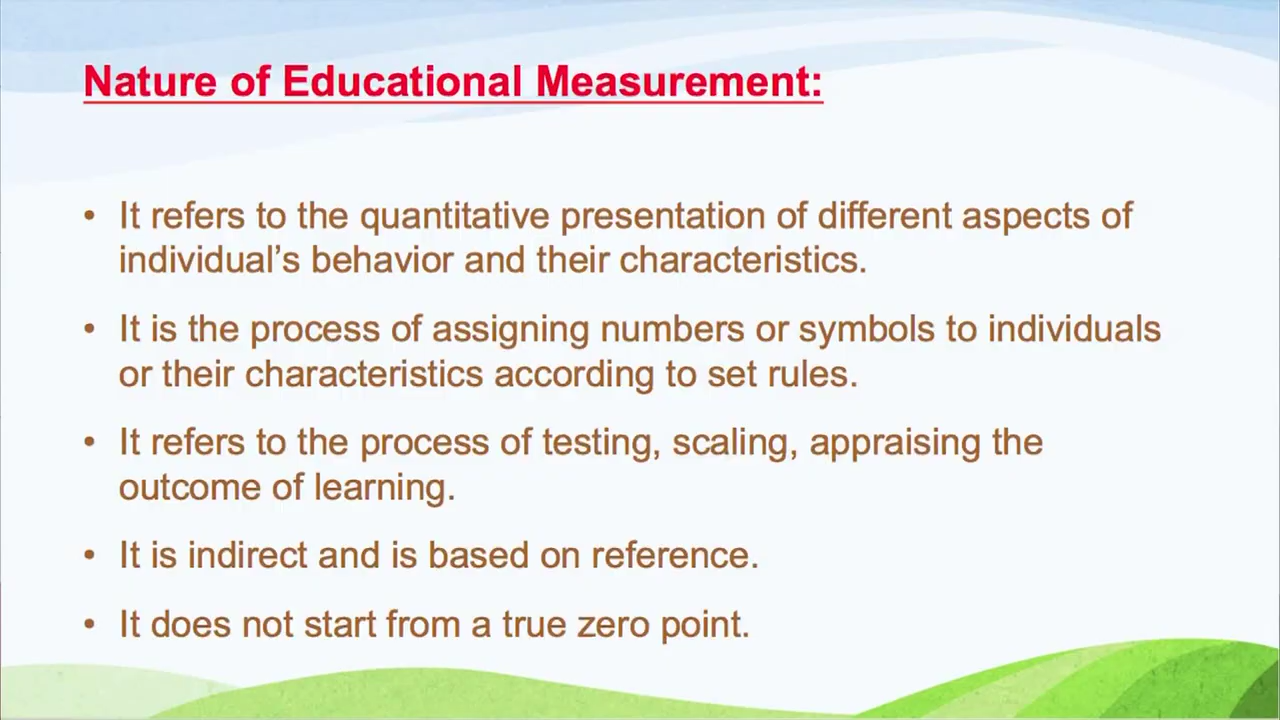 Nature of Educational Measurement:
• It refers to the quantitative presentation of different aspects of
individual’s behavior and their characteristics.
• It is the process of assigning numbers or symbols to individuals
or their characteristics according to set rules.
• It refers to the process of testing, scaling, appraising the
outcome of learning.
• It is indirect and is based on reference.
• It does not start from a true zero point.